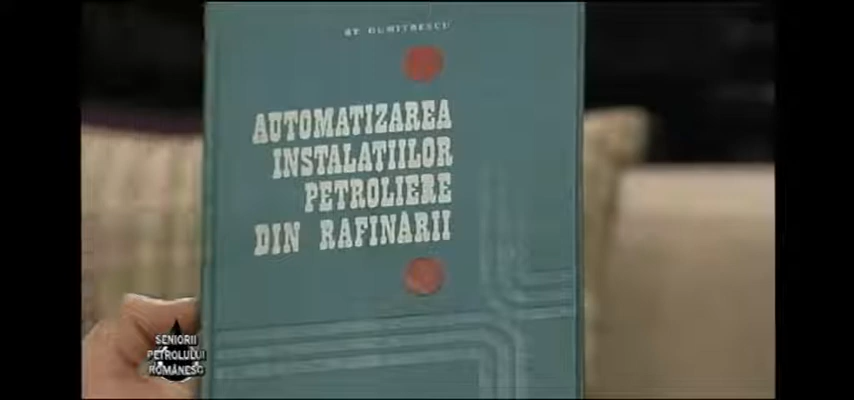 ST. DUMITRESCU
AUTOMATIZAREA
INSTALATIILOR
PETROLIERE
DIN RAFINARII
SENIORII
PETROLULUI
ROMÂNESC